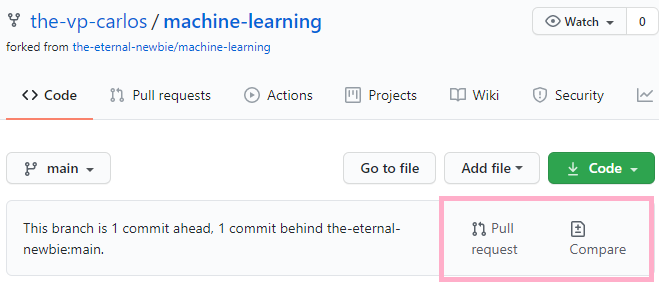 the-vp-carlos / machine-learning
Watch 0
forked from the-eternal-newbie/machine-learning
Code Pull requests Actions Projects Wiki Security
main Go to file Add file Code
This branch is 1 commit ahead, 1 commit behind the-eternal-
newbie:main.
Pull
request
Compare